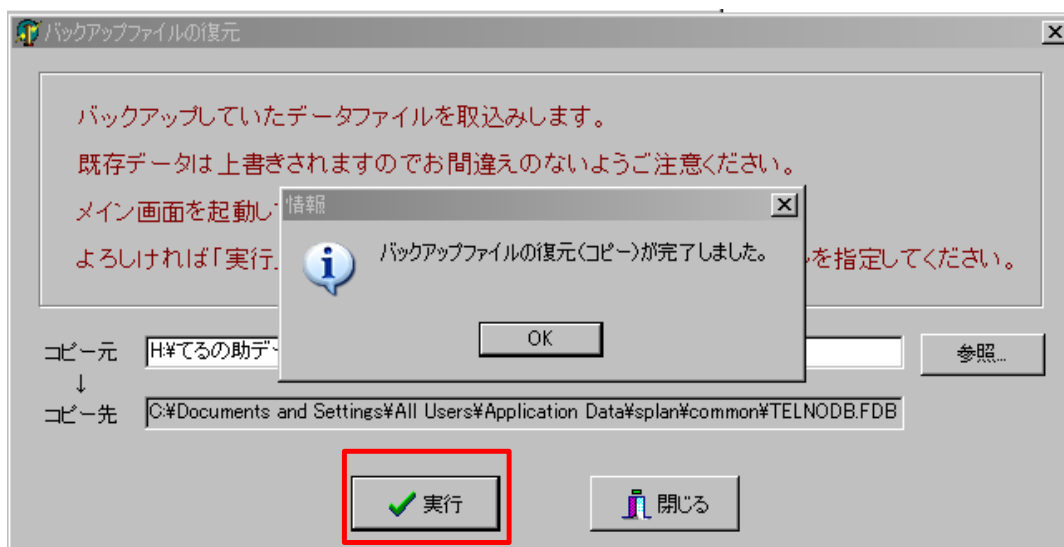 バックアップファイルの復元
バックアップしていたデータファイルを取込みします。
既存データは上書きされますのでお間違えのないようご注意ください。
メイン画面を起動し
よろしければ「実行 を指定してください。
情報
バックアップファイルの復元(コピー)が完了しました。
OK
コピー元 H:¥てるの助デー 参照...
↓
コピー先 C:¥Documents and Settings¥All Users¥Application Data¥splan¥common¥TELNODB.FDB
実行 閉じる